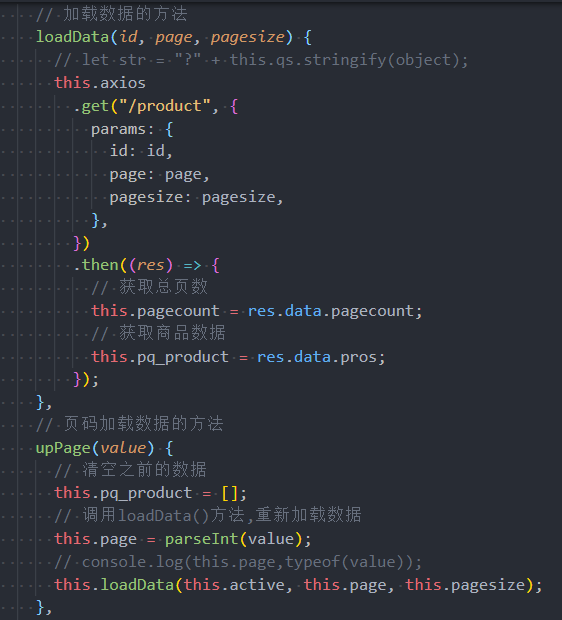 // 加载数据的方法
loadData(id, page, pagesize) {
// let str = "?" + this.qs.stringify(object);
this.axios
.get("/product", {
params: {
id: id,
page: page,
pagesize: pagesize,
},
})
.then((res) => {
// 获取总页数
this.pagecount = res.data.pagecount;
// 获取商品数据
this.pq_product = res.data.pros;
});
},
// 页码加载数据的方法
upPage(value) {
// 清空之前的数据
this.pq_product = [];
// 调用loadData()方法,重新加载数据
this.page = parseInt(value);
// console.log(this.page,typeof(value));
this.loadData(this.active, this.page, this.pagesize);
},